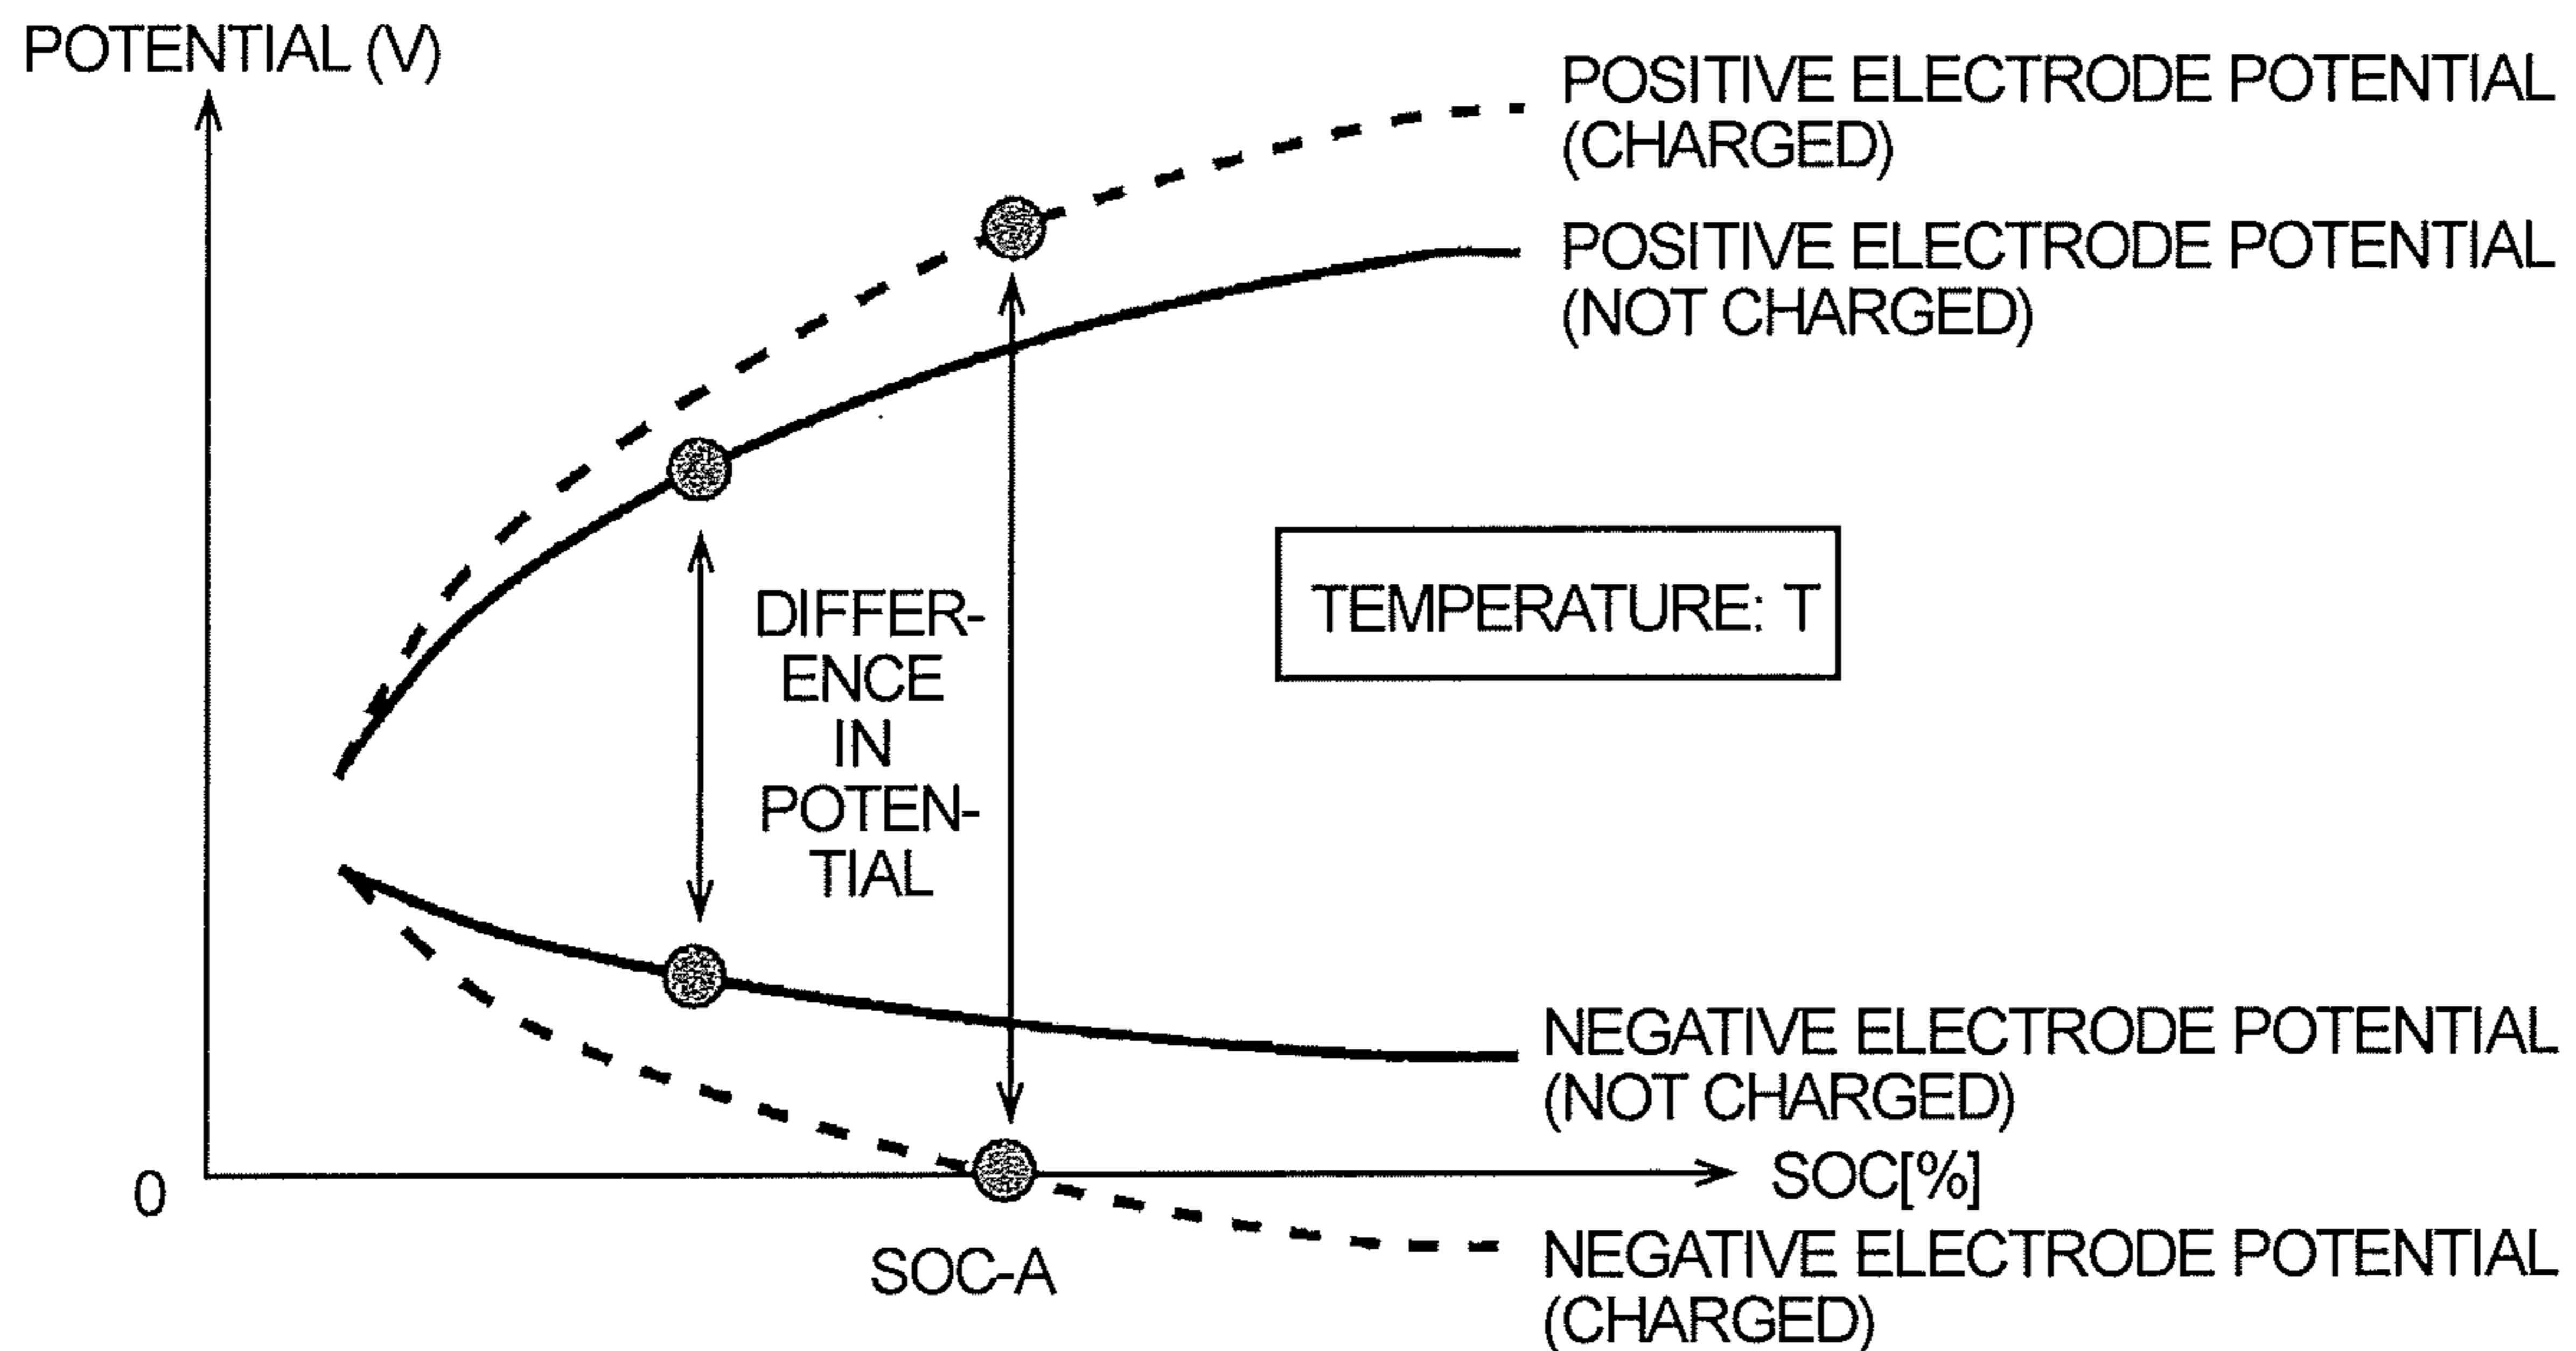 POTENTIAL (V)
POSITIVE ELECTRODE POTENTIAL
(CHARGED)
POSITIVE ELECTRODE POTENTIAL
(NOT CHARGED)
DIFFER-
ENCE
IN
POTEN-
TIAL
TEMPERATURE: T
NEGATIVE ELECTRODE POTENTIAL
(NOT CHARGED)
0
SOC[%]
SOC-A
NEGATIVE ELECTRODE POTENTIAL
(CHARGED)